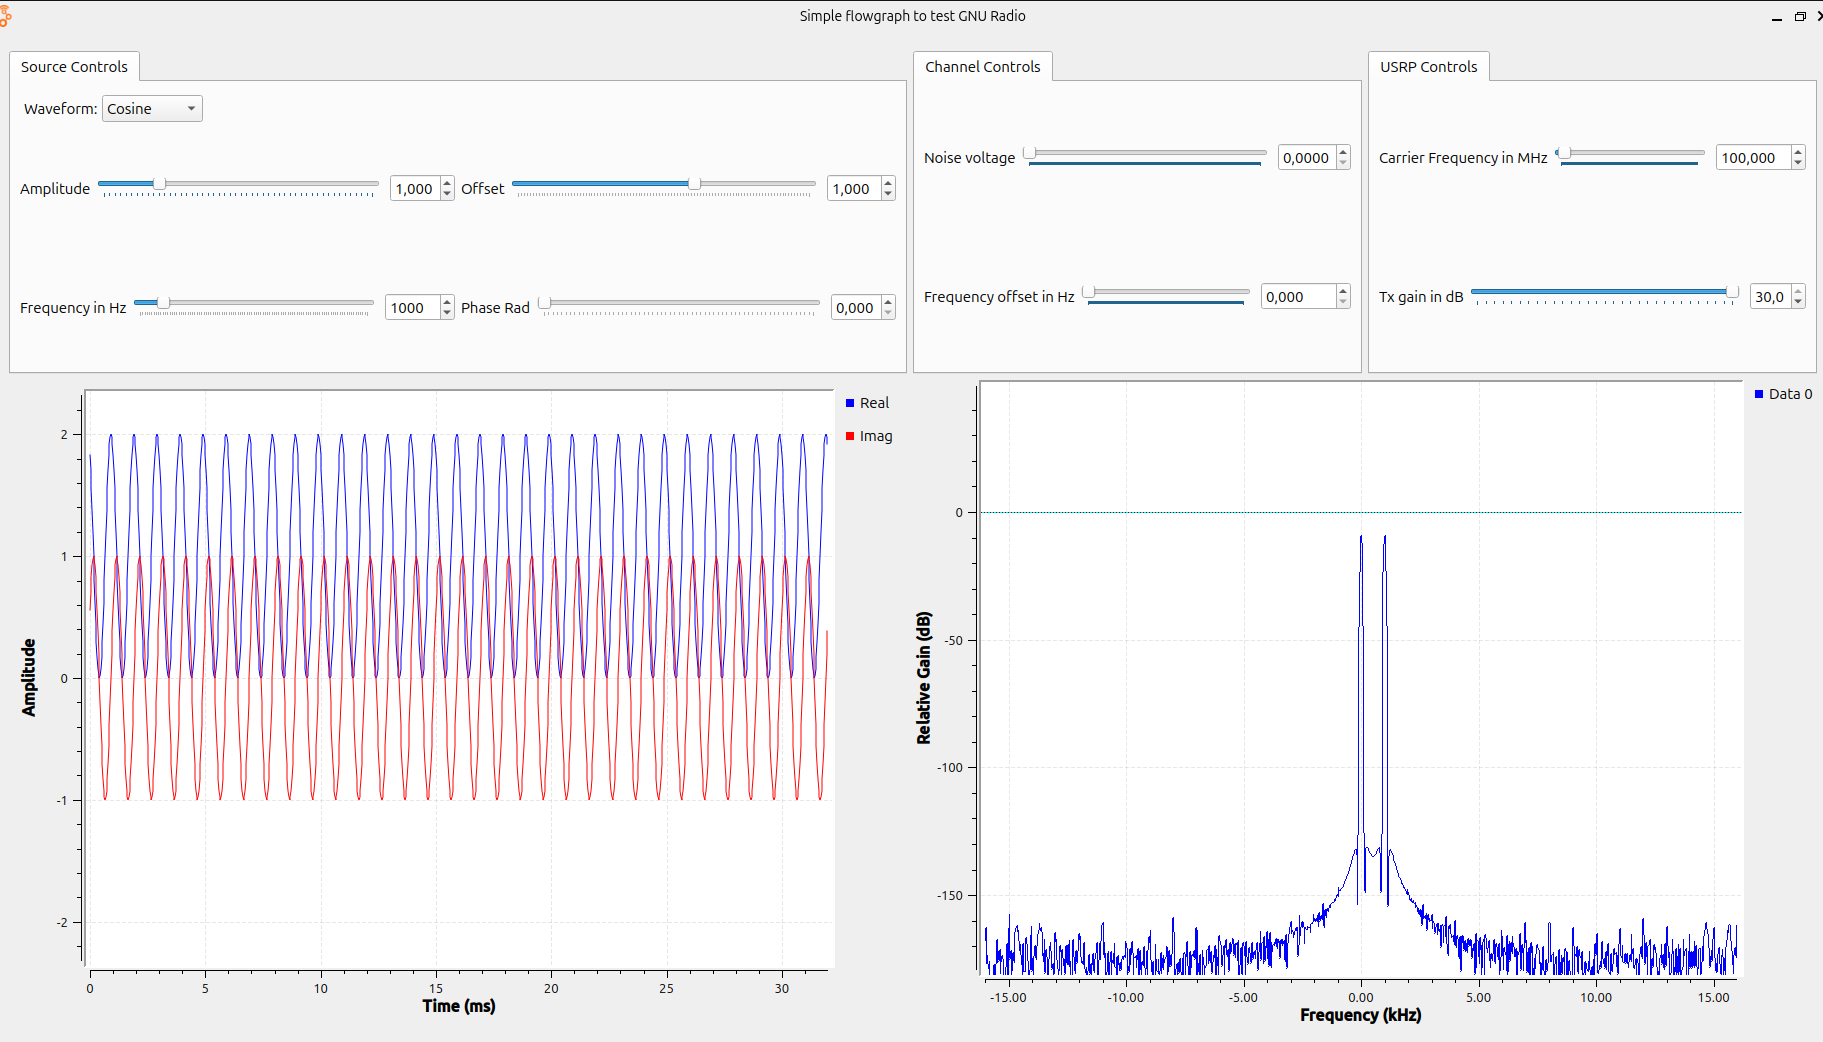 Simple flowgraph to test GNU Radio
Source Controls
Waveform: Cosine
Amplitude 1,000 Offset 1,000
Frequency in Hz 1000 Phase Rad 0,000
Channel Controls
Noise voltage 0,0000
Frequency offset in Hz 0,000
USRP Controls
Carrier Frequency in MHz 100,000
Tx gain in dB 30,0
Amplitude
2
1
0
-1
-2
0 5 10 15 20 25 30
Time (ms)
Real
Imag
Relative Gain (dB)
0
-50
-100
-150
-15.00 -10.00 -5.00 0.00 5.00 10.00 15.00
Frequency (kHz)
Data 0